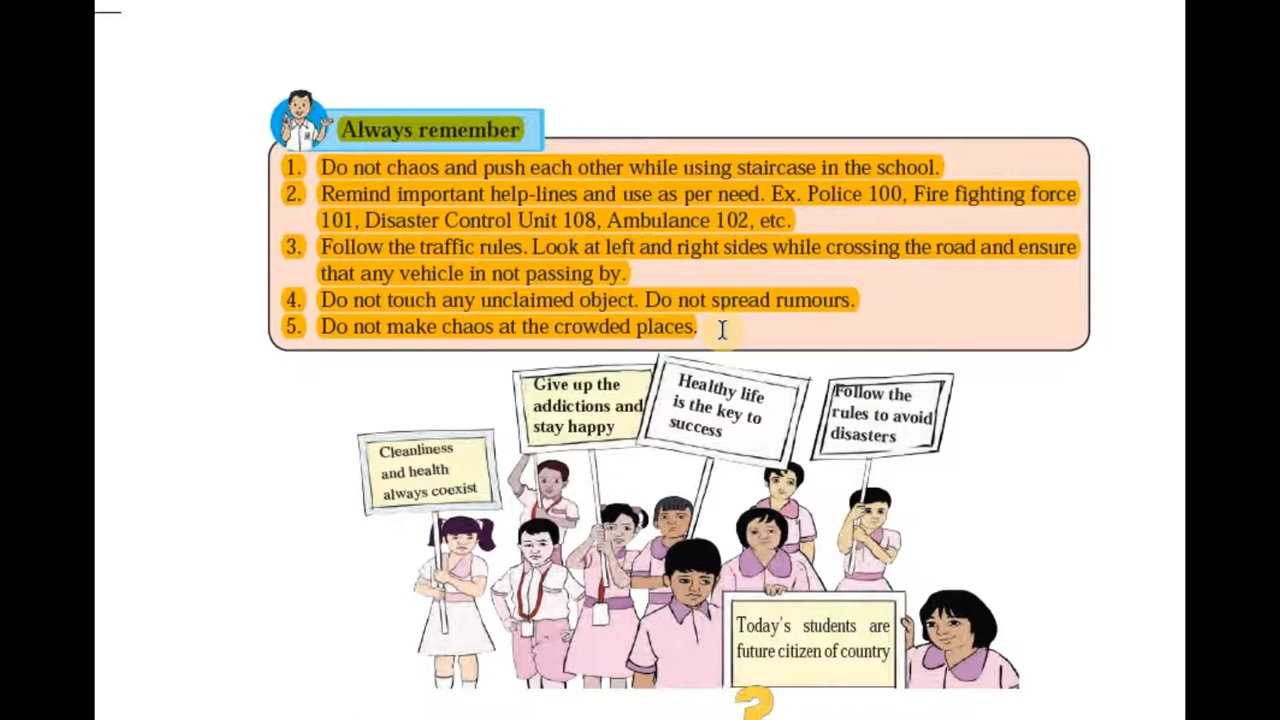 Always remember
1. Do not chaos and push each other while using staircase in the school.
2. Remind important help-lines and use as per need. Ex. Police 100, Fire fighting force
101, Disaster Control Unit 108, Ambulance 102, etc.
3. Follow the traffic rules. Look at left and right sides while crossing the road and ensure
that any vehicle in not passing by.
4. Do not touch any unclaimed object. Do not spread rumours.
5. Do not make chaos at the crowded places.
Cleanliness
and health
always coexist
Give up the
addictions and
stay happy
Healthy life
is the key to
success
Follow the
rules to avoid
disasters
Today's students are
future citizen of country
?